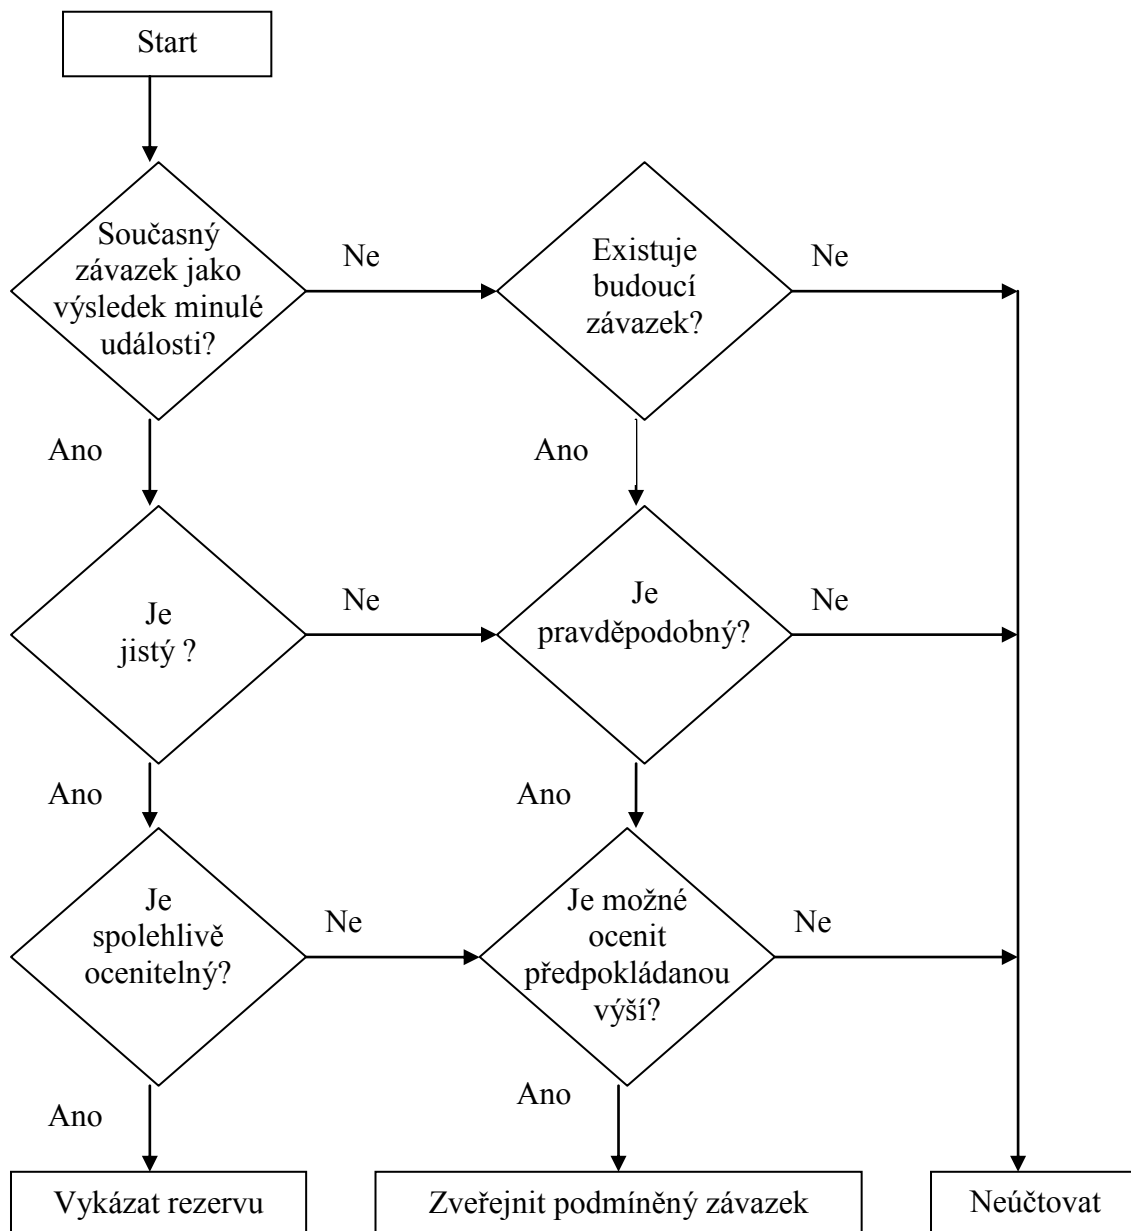 Start
Současný
závazek jako
výsledek minulé
události?
Ne
Existuje
budoucí
závazek?
Ne
Ano
Ano
Je
jistý ?
Ne
Je
pravděpodobný?
Ne
Ano
Ano
Je
spolehlivě
ocenitelný?
Ne
Je možné
ocenit
předpokládanou
výší?
Ne
Ano
Ano
Vykázat rezervu
Zveřejnit podmíněný závazek
Neúčtovat